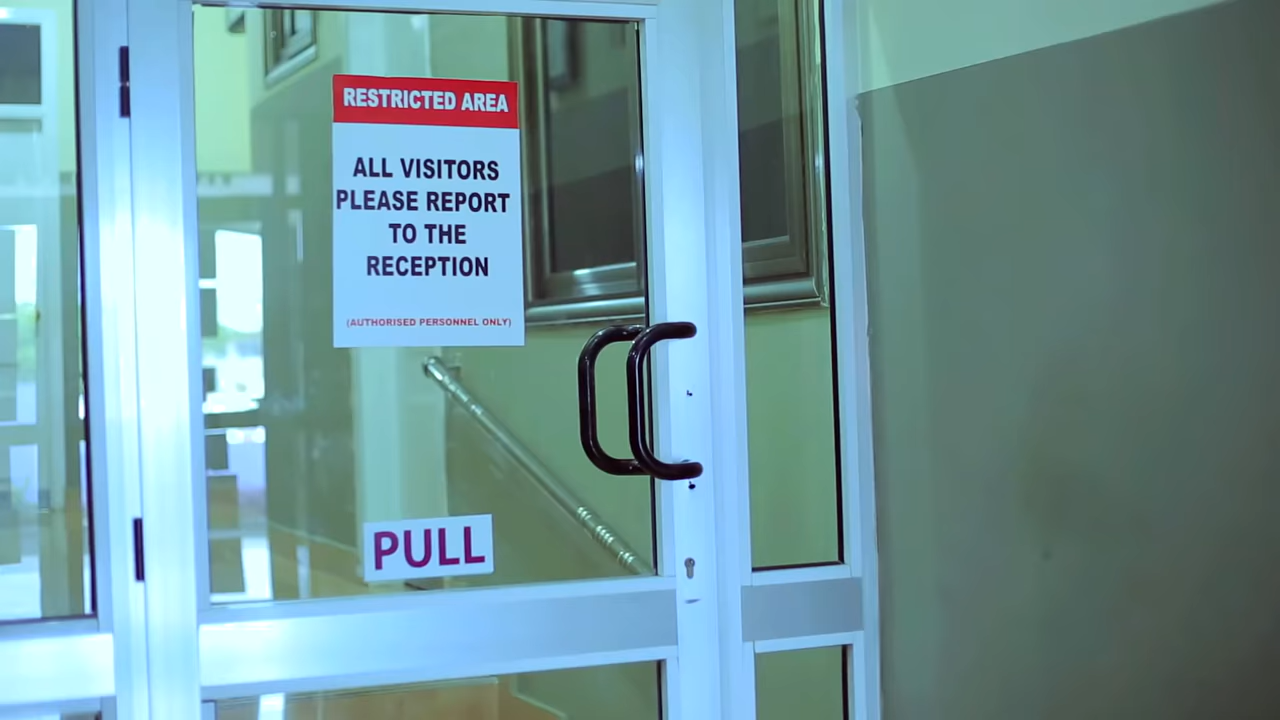 RESTRICTED AREA
ALL VISITORS
PLEASE REPORT
TO THE
RECEPTION
(AUTHORISED PERSONNEL ONLY)
PULL